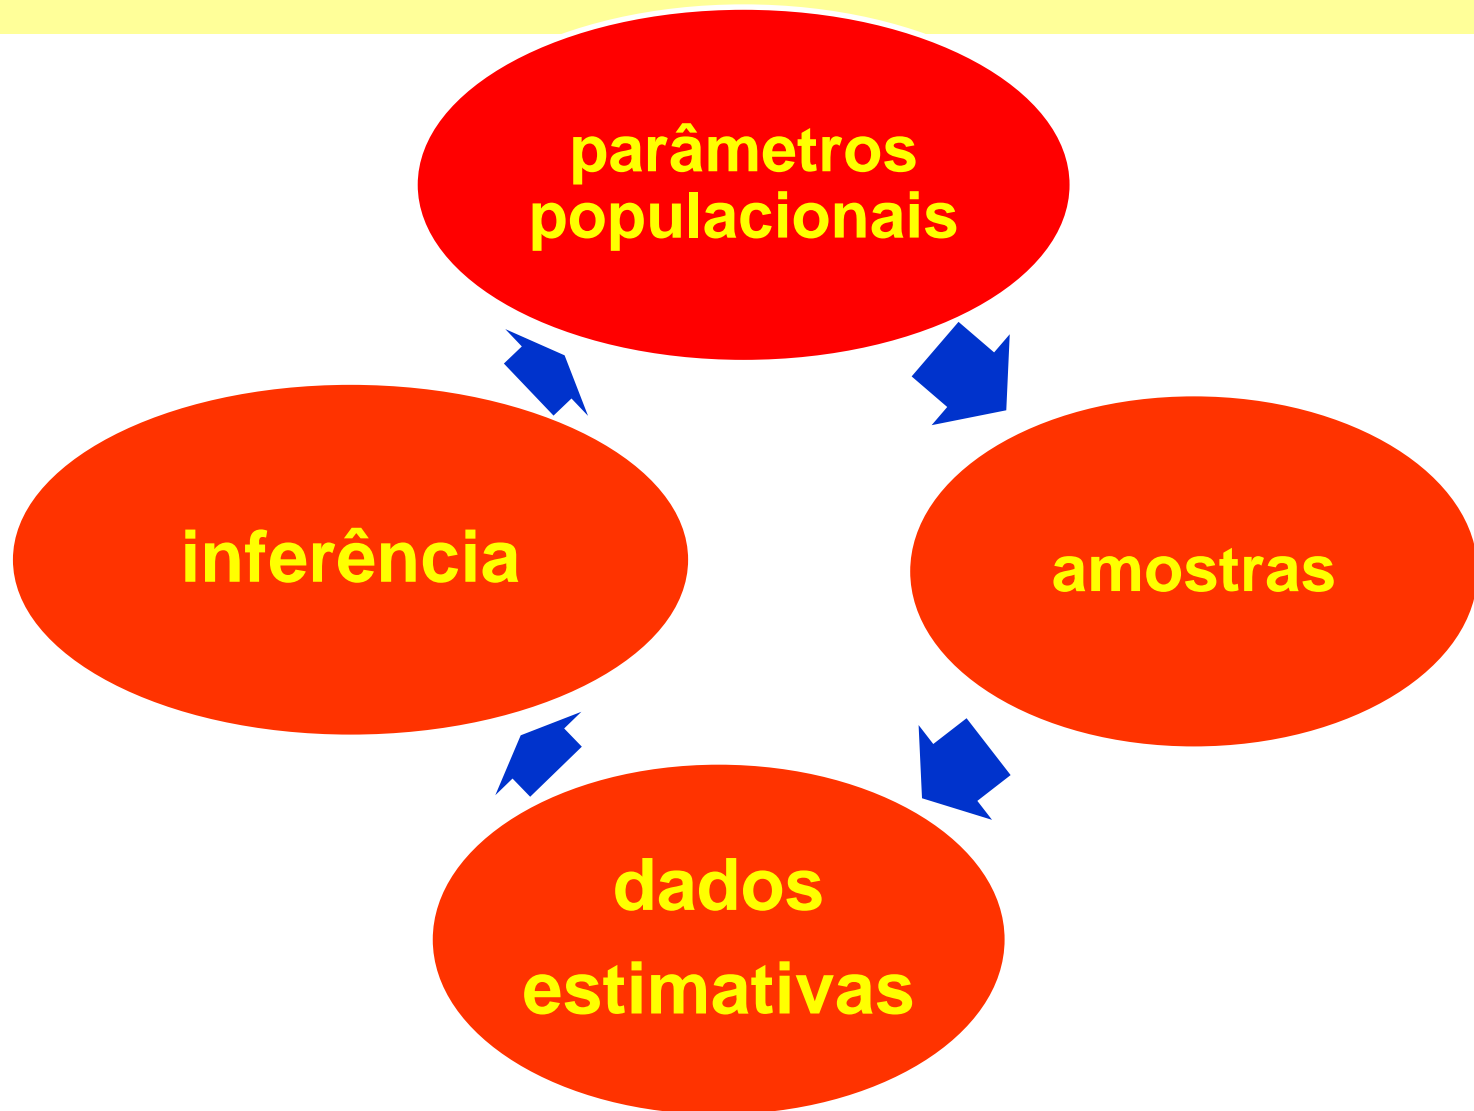 parâmetros
populacionais
inferência
amostras
dados
estimativas